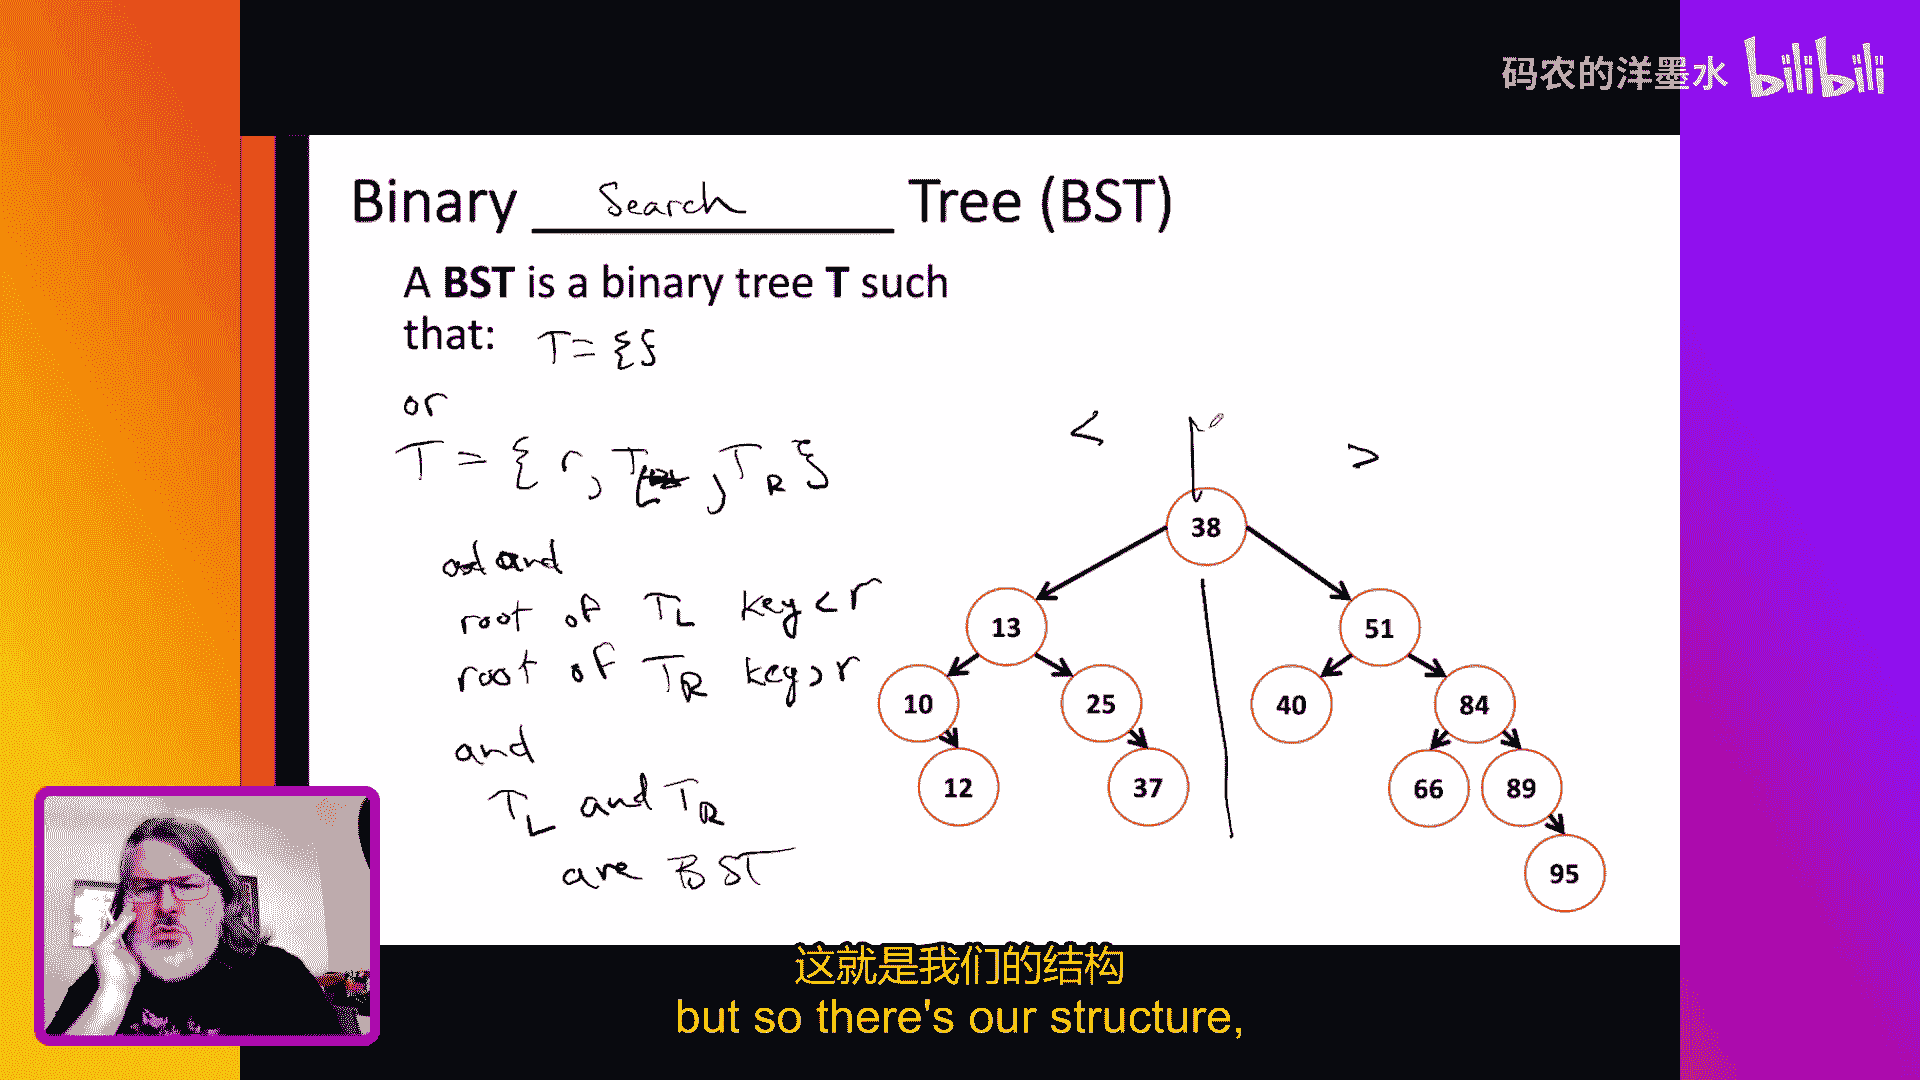 码农的洋墨水 bilibili
Binary Search Tree (BST)
A BST is a binary tree T such
that: T = { }
or
T = { r, TL, TR }
and
root of TL key < r
root of TR key > r
and
TL and TR
are BST
< >
38
13 51
10 25 40 84
12 37 66 89
95
这就是我们的结构
but so there's our structure,